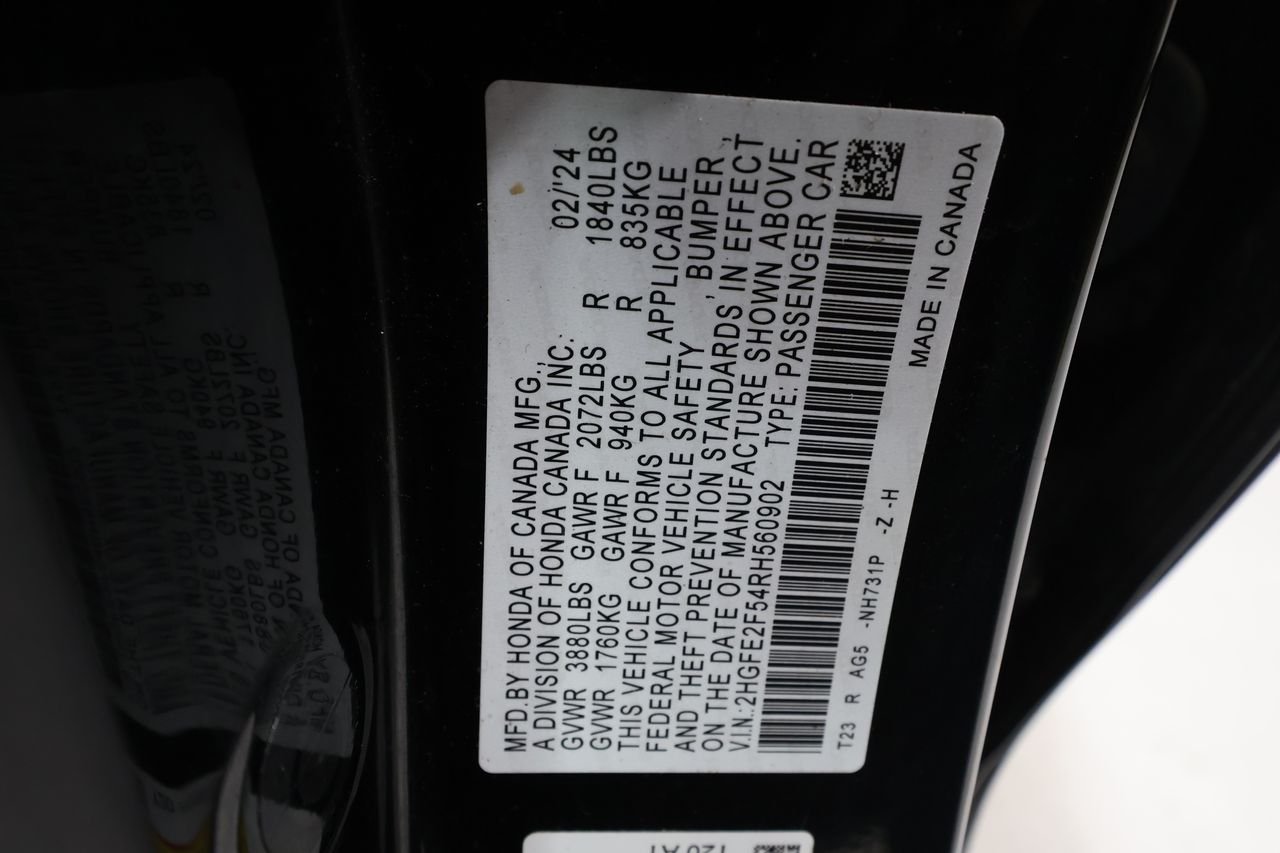 MFD.BY HONDA OF CANADA MFG.,
A DIVISION OF HONDA CANADA INC. 02/'24
GVWR 3880LBS GAWR F 2072LBS R 1840LBS
GVWR 1760KG GAWR F 940KG R 835KG
THIS VEHICLE CONFORMS TO ALL APPLICABLE
FEDERAL MOTOR VEHICLE SAFETY, BUMPER,
AND THEFT PREVENTION STANDARDS IN EFFECT
ON THE DATE OF MANUFACTURE SHOWN ABOVE.
V.I.N.:2HGFE2F54RH560902 TYPE:PASSENGER CAR
T23 R AG5 -NH731P -Z -H
MADE IN CANADA